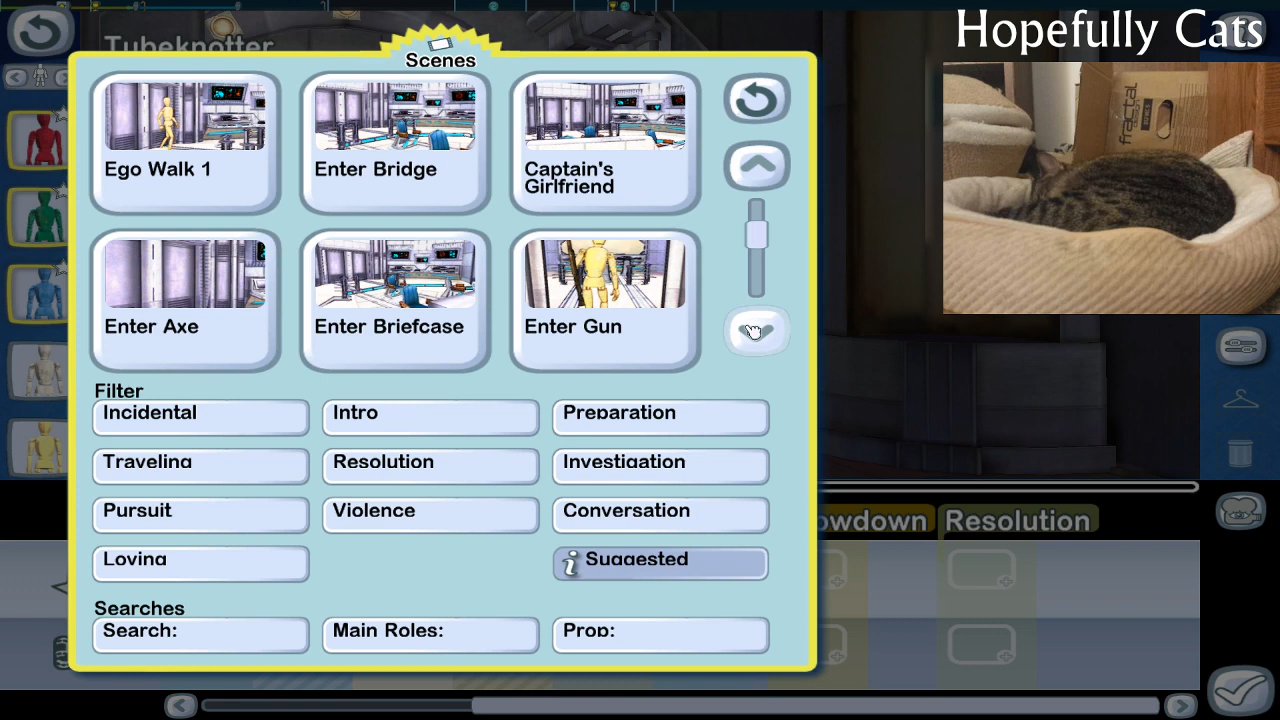 Hopefully Cats
Tubeknotter
Scenes
fractal
Ego Walk 1
Enter Bridge
Captain's
Girlfriend
Enter Axe
Enter Briefcase
Enter Gun
Filter
Incidental
Intro
Preparation
Traveling
Resolution
Investigation
Pursuit
Violence
Conversation
Loving
Suggested
owdown
Resolution
Searches
Search:
Main Roles:
Prop: